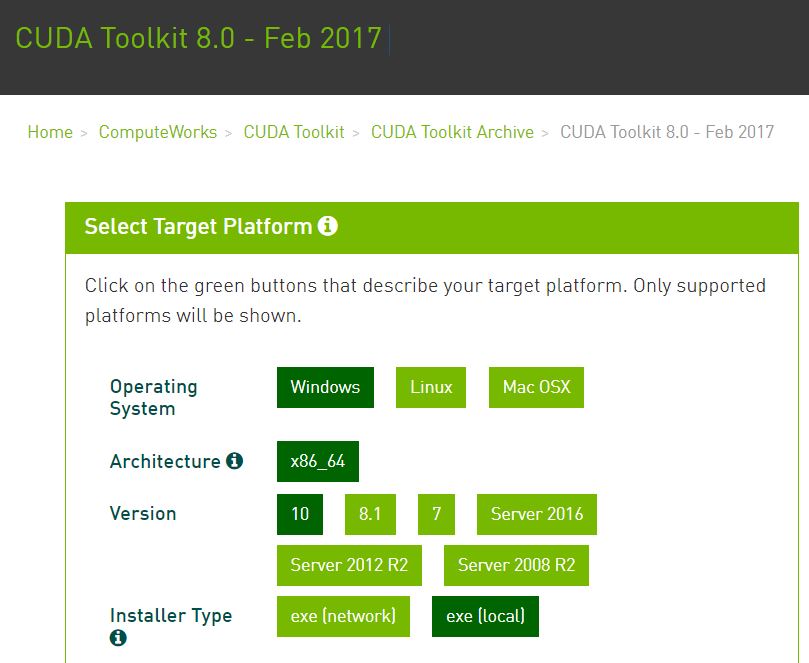 CUDA Toolkit 8.0 - Feb 2017
Home > ComputeWorks > CUDA Toolkit > CUDA Toolkit Archive > CUDA Toolkit 8.0 - Feb 2017
Select Target Platform
Click on the green buttons that describe your target platform. Only supported
platforms will be shown.
Operating System Windows Linux Mac OSX
Architecture x86_64
Version 10 8.1 7 Server 2016
Server 2012 R2 Server 2008 R2
Installer Type exe (network) exe (local)